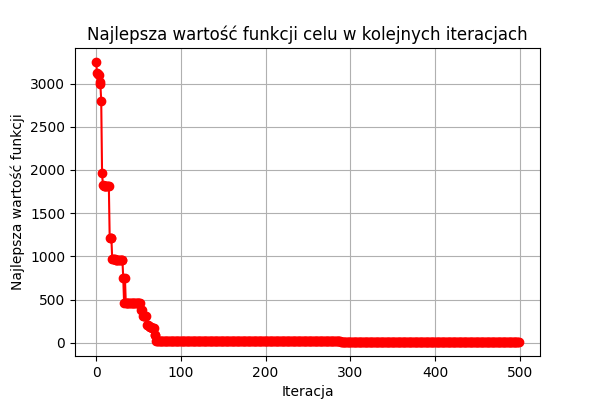 Najlepsza wartość funkcji celu w kolejnych iteracjach
Najlepsza wartość funkcji
3000
2500
2000
1500
1000
500
0
0 100 200 300 400 500
Iteracja